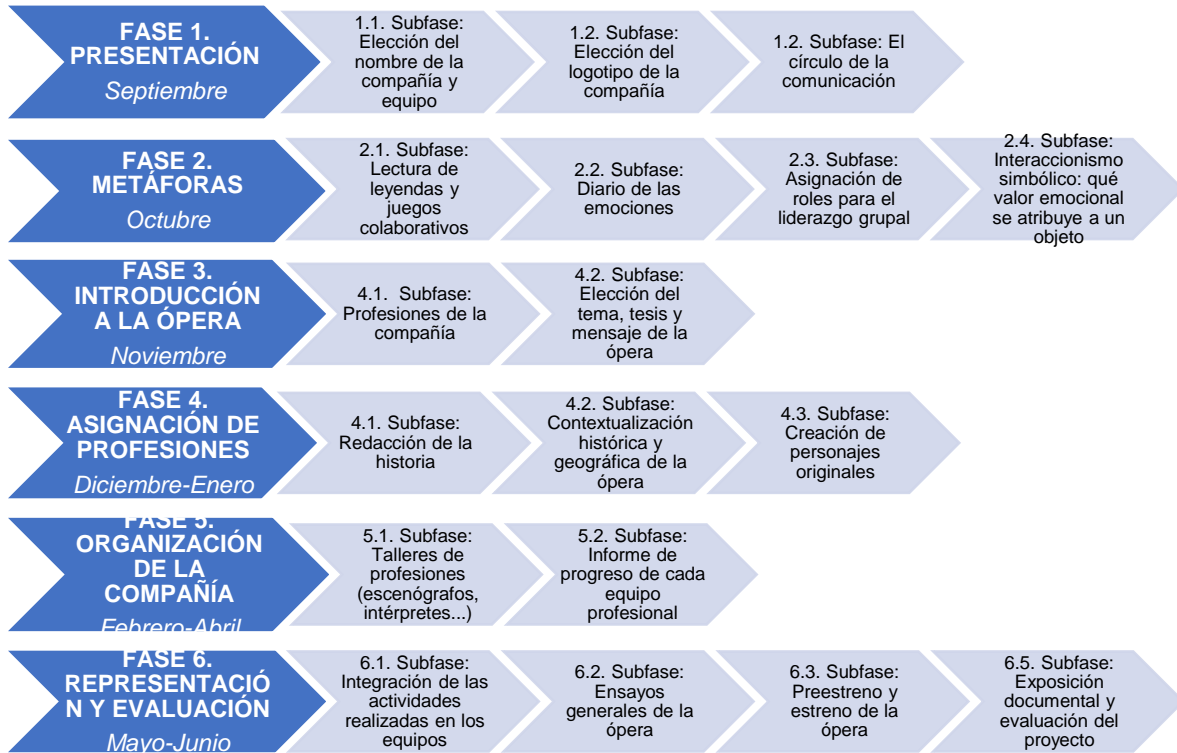 FASE 1.
PRESENTACIÓN
Septiembre
1.1. Subfase:
Elección del
nombre de la
compañía y
equipo
1.2. Subfase:
Elección del
logotipo de la
compañía
1.2. Subfase: El
círculo de la
comunicación
FASE 2.
METÁFORAS
Octubre
2.1. Subfase:
Lectura de
leyendas y
juegos
colaborativos
2.2. Subfase:
Diario de las
emociones
2.3. Subfase:
Asignación de
roles para el
liderazgo grupal
2.4. Subfase:
Interaccionismo
simbólico: qué
valor emocional
se atribuye a un
objeto
FASE 3.
INTRODUCCIÓN
A LA ÓPERA
Noviembre
4.1. Subfase:
Profesiones de la
compañía
4.2. Subfase:
Elección del
tema, tesis y
mensaje de la
ópera
FASE 4.
ASIGNACIÓN DE
PROFESIONES
Diciembre-Enero
4.1. Subfase:
Redacción de la
historia
4.2. Subfase:
Contextualización
histórica y
geográfica de la
ópera
4.3. Subfase:
Creación de
personajes
originales
FASE 5.
ORGANIZACIÓN
DE LA
COMPAÑÍA
Febrero-Abril
5.1. Subfase:
Talleres de
profesiones
(escenógrafos,
intérpretes...)
5.2. Subfase:
Informe de
progreso de cada
equipo
profesional
FASE 6.
REPRESENTACIÓ
N Y EVALUACIÓN
Mayo-Junio
6.1. Subfase:
Integración de las
actividades
realizadas en los
equipos
6.2. Subfase:
Ensayos
generales de la
ópera
6.3. Subfase:
Preestreno y
estreno de la
ópera
6.5. Subfase:
Exposición
documental y
evaluación del
proyecto